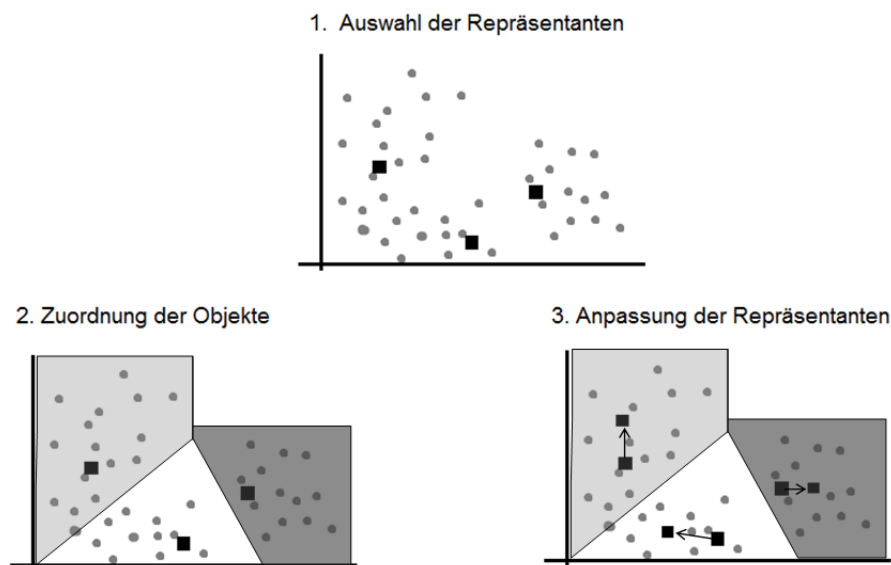 1. Auswahl der Repräsentanten
2. Zuordnung der Objekte
3. Anpassung der Repräsentanten